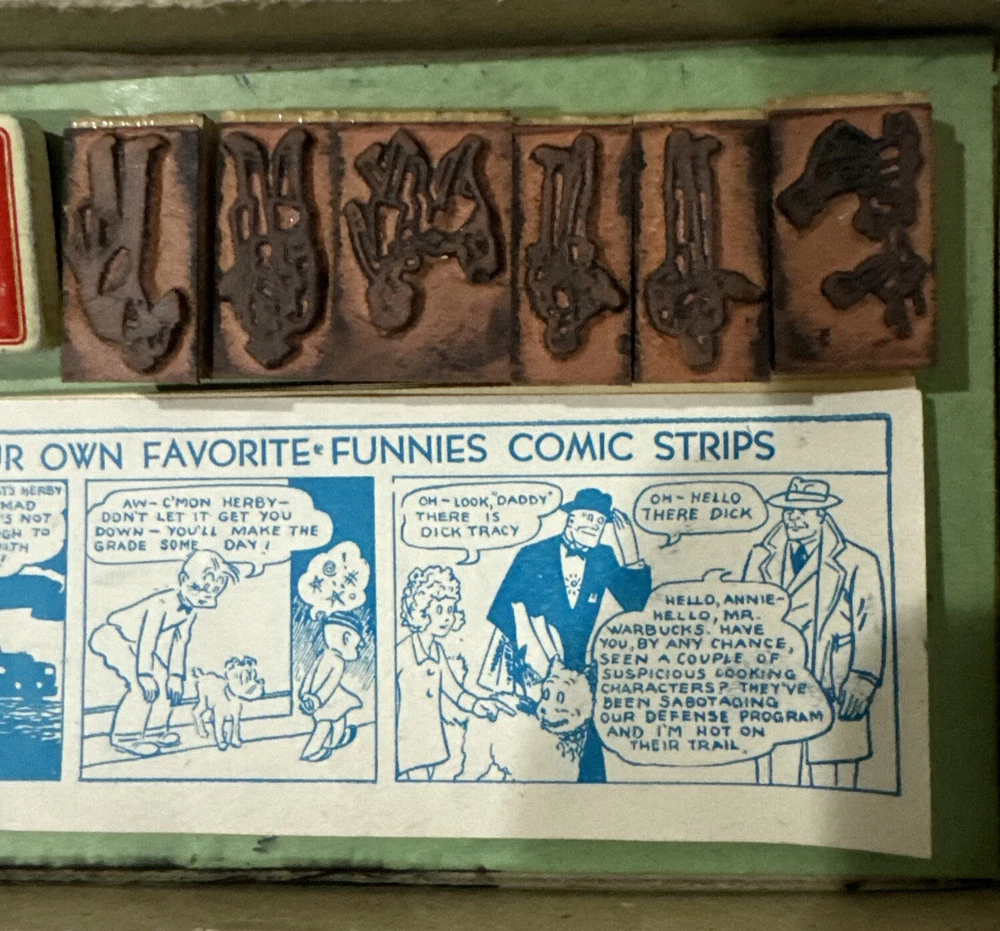 UR OWN FAVORITE*FUNNIES COMIC STRIPS
HERBY
MAD
S NOT
GH TO
AW-C'MON HERBY-
DON'T LET IT GET YOU
DOWN-YOU'LL MAKE THE
GRADE SOME DAY!
OH-LOOK,"DADDY"
THERE IS
DICK TRACY
OH-HELLO
THERE DICK
HELLO, ANNIE-
HELLO, MR.
WARBUCKS. HAVE
YOU, BY ANY CHANCE,
SEEN A COUPLE OF
SUSPICIOUS LOOKING
CHARACTERS? THEY'VE
BEEN SABOTAGING
OUR DEFENSE PROGRAM
AND I'M HOT ON
THEIR TRAIL.